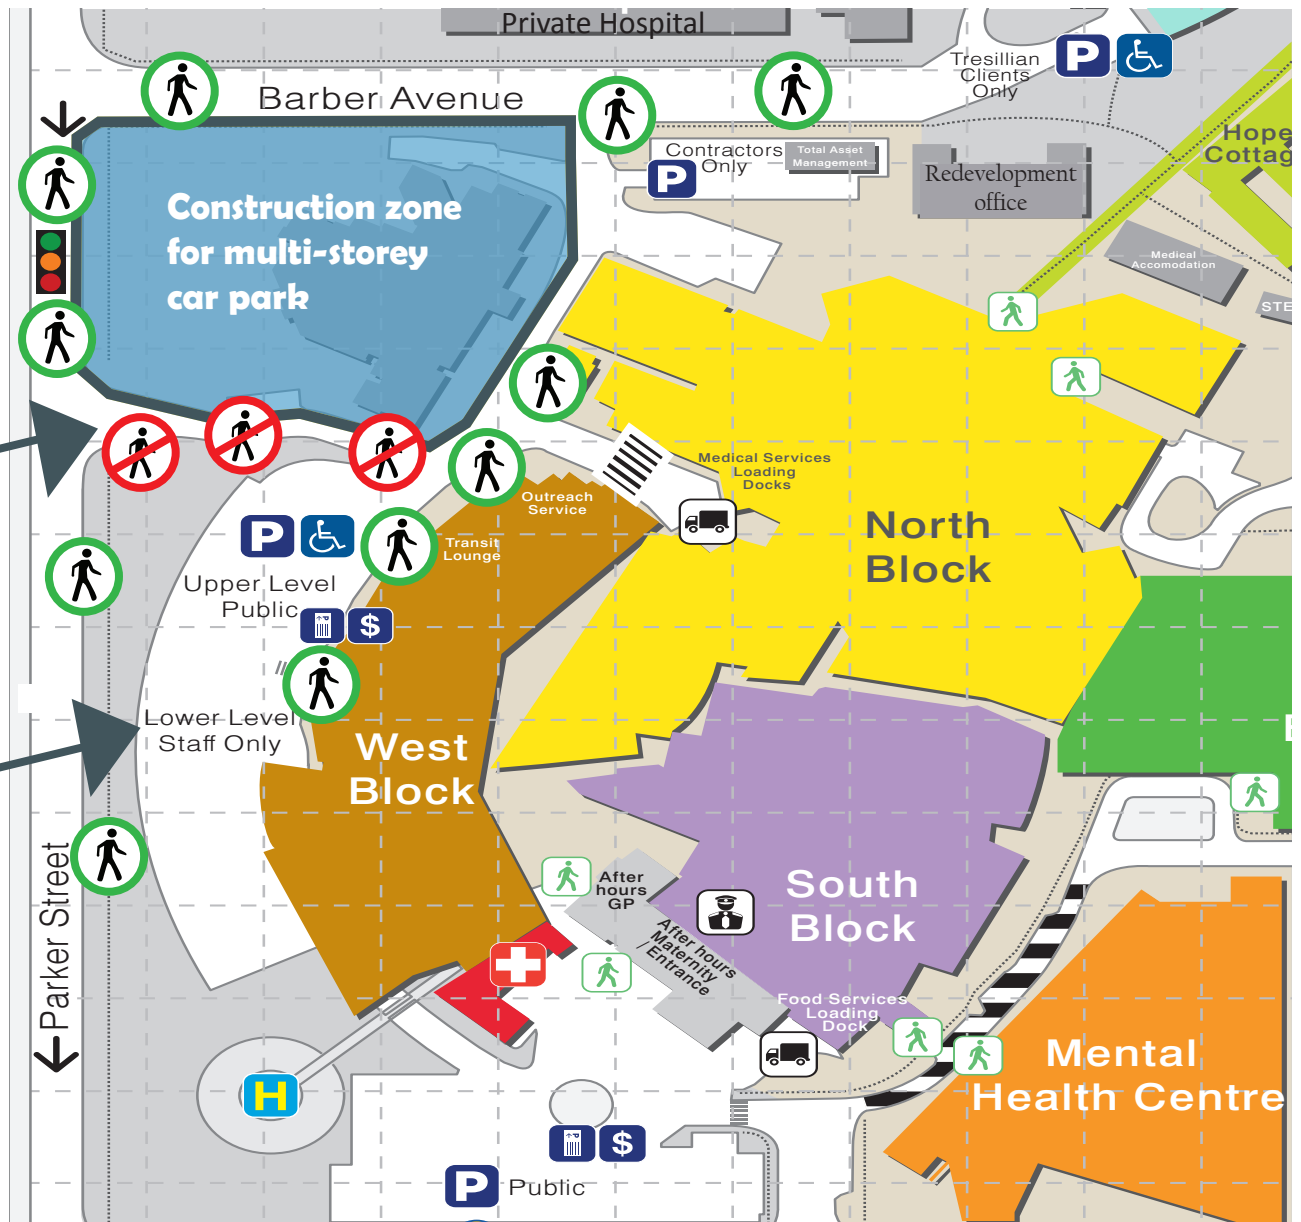 Private Hospital
Tresillian
Clients
Only
P
Barber Avenue
Hope
Contractors
Only
Total Asset
Management
P
Redevelopment
office
Construction zone
for multi-storey
car park
Medical
Accomodation
Medical Services
Loading
Docks
Outreach
Service
Transit
Lounge
P
North
Block
Upper Level
Public
$
Lower Level
Staff Only
West
Block
Parker Street
After
hours
GP
South
Block
After hours
Maternity
/Entrance
Food Services
Loading
Dock
Mental
Health Centre
H
$
P
Public